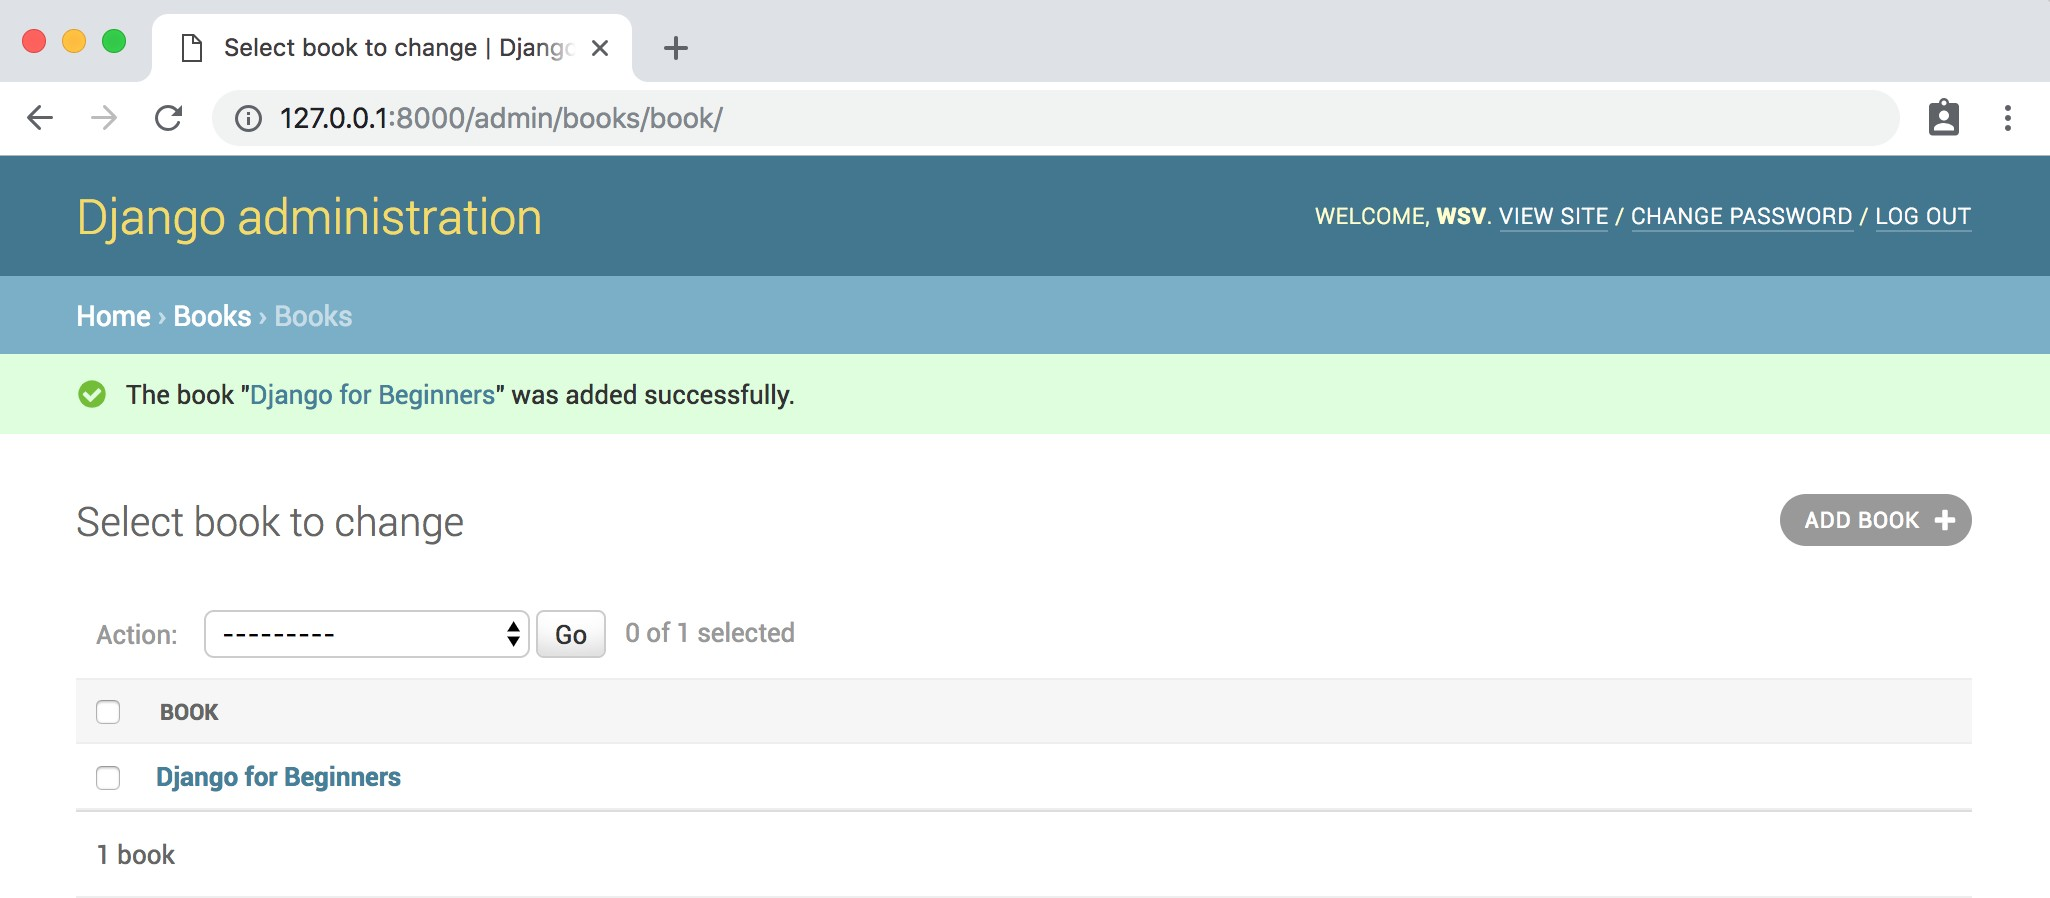 Select book to change | Django
127.0.0.1:8000/admin/books/book/
Django administration
WELCOME, WSV. VIEW SITE / CHANGE PASSWORD / LOG OUT
Home › Books › Books
The book "Django for Beginners" was added successfully.
Select book to change
ADD BOOK +
Action: --------- Go 0 of 1 selected
BOOK
Django for Beginners
1 book